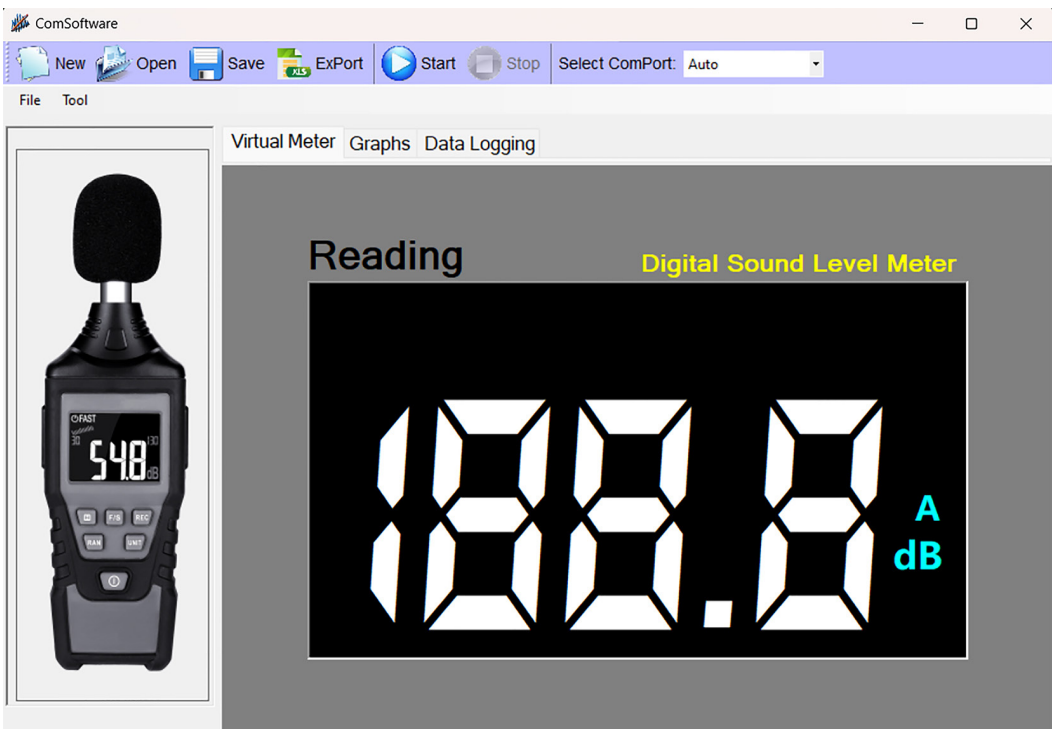 ComSoftware
New Open Save ExPort Start Stop Select ComPort: Auto
File Tool
Virtual Meter Graphs Data Logging
Reading
Digital Sound Level Meter
188.8
A
dB
FAST
30 130
54.8
dB
F/S REC
RAN UNIT
XLS